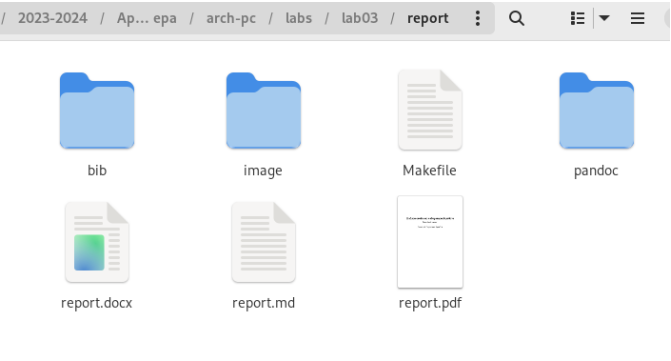 / 2023-2024 / Ap... epa / arch-pc / labs / lab03 / report
bib image Makefile pandoc
report.docx report.md report.pdf